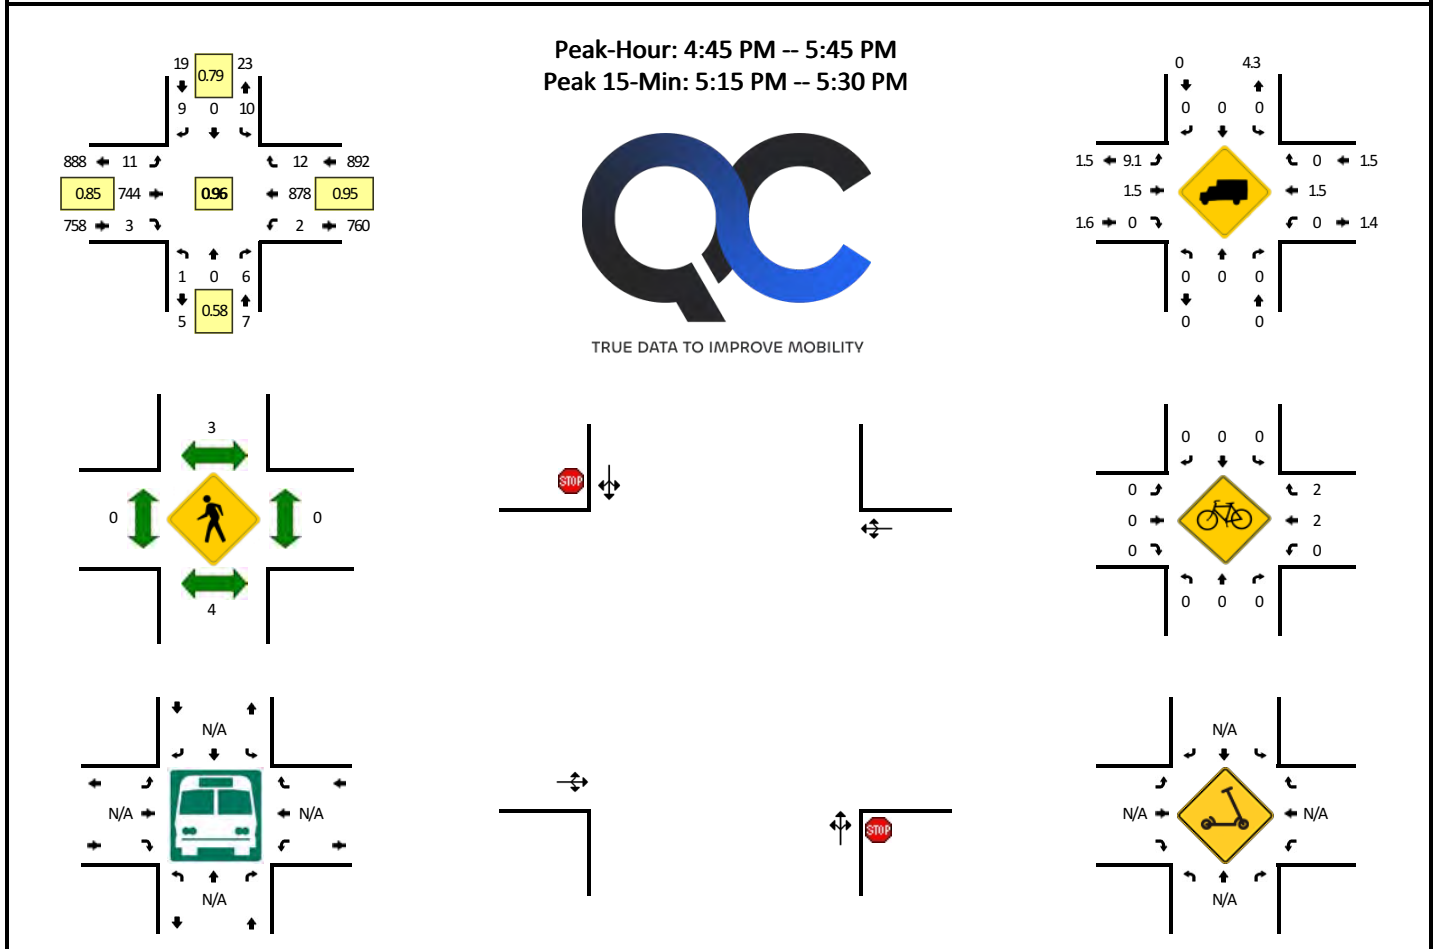 Peak-Hour: 4:45 PM -- 5:45 PM
Peak 15-Min: 5:15 PM -- 5:30 PM
19 0.79 23
9 0 10
888 11 12 892
0.85 744 0.96 878 0.95
758 3 2 760
1 0 6
5 0.58 7
TRUE DATA TO IMPROVE MOBILITY
0 4.3
0 0 0
1.5 9.1 0 1.5
1.5 1.5
1.6 0 0 1.4
0 0 0
0 0
3
0 0
4
STOP
STOP
0 0 0
0 2
0 2
0 0
0 0 0
N/A
N/A N/A
N/A
N/A
N/A N/A
N/A